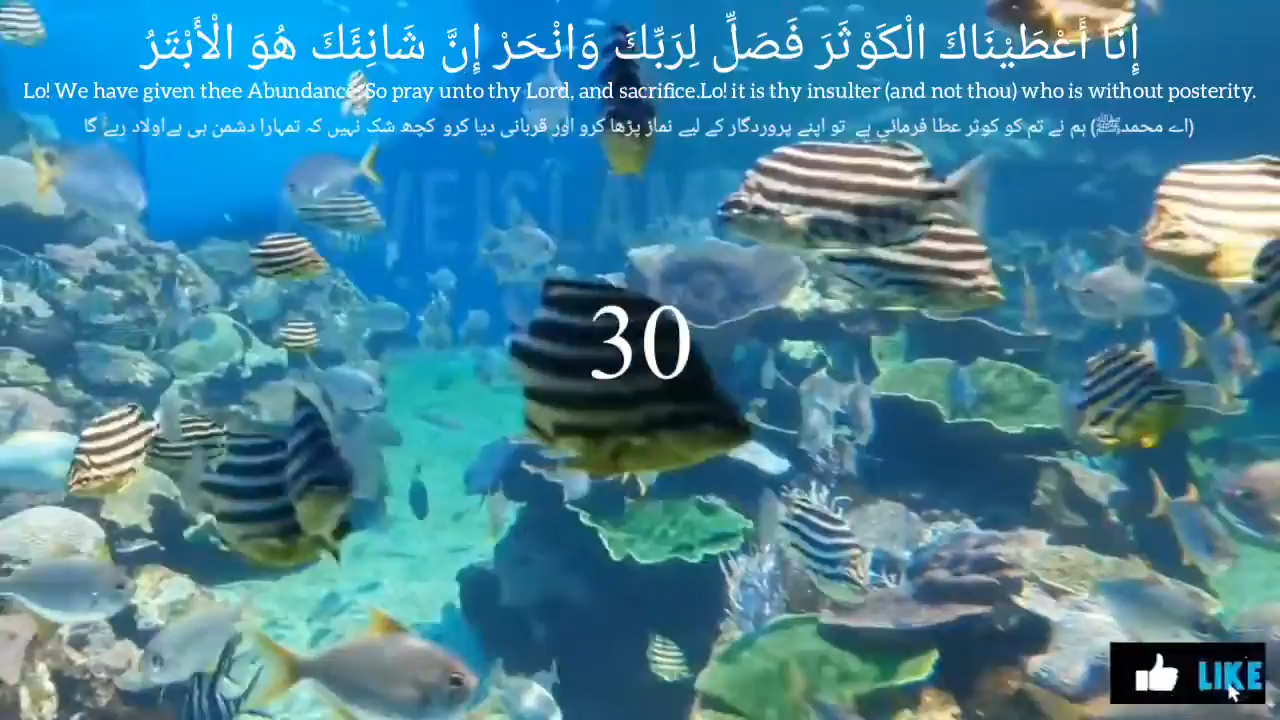 إِنَّا أَعْطَيْنَاكَ الْكَوْثَرَ فَصَلِّ لِرَبِّكَ وَانْحَرْ إِنَّ شَانِئَكَ هُوَ الْأَبْتَرُ
Lo! We have given thee Abundance. So pray unto thy Lord, and sacrifice.Lo! it is thy insulter (and not thou) who is without posterity.
(اے محمدﷺ) ہم نے تم کو کوثر عطا فرمائی ہے تو اپنے پروردگار کے لیے نماز پڑھا کرو اور قربانی دیا کرو کچھ شک نہیں کہ تمہارا دشمن ہی بےاولاد رہے گا
30
LIKE